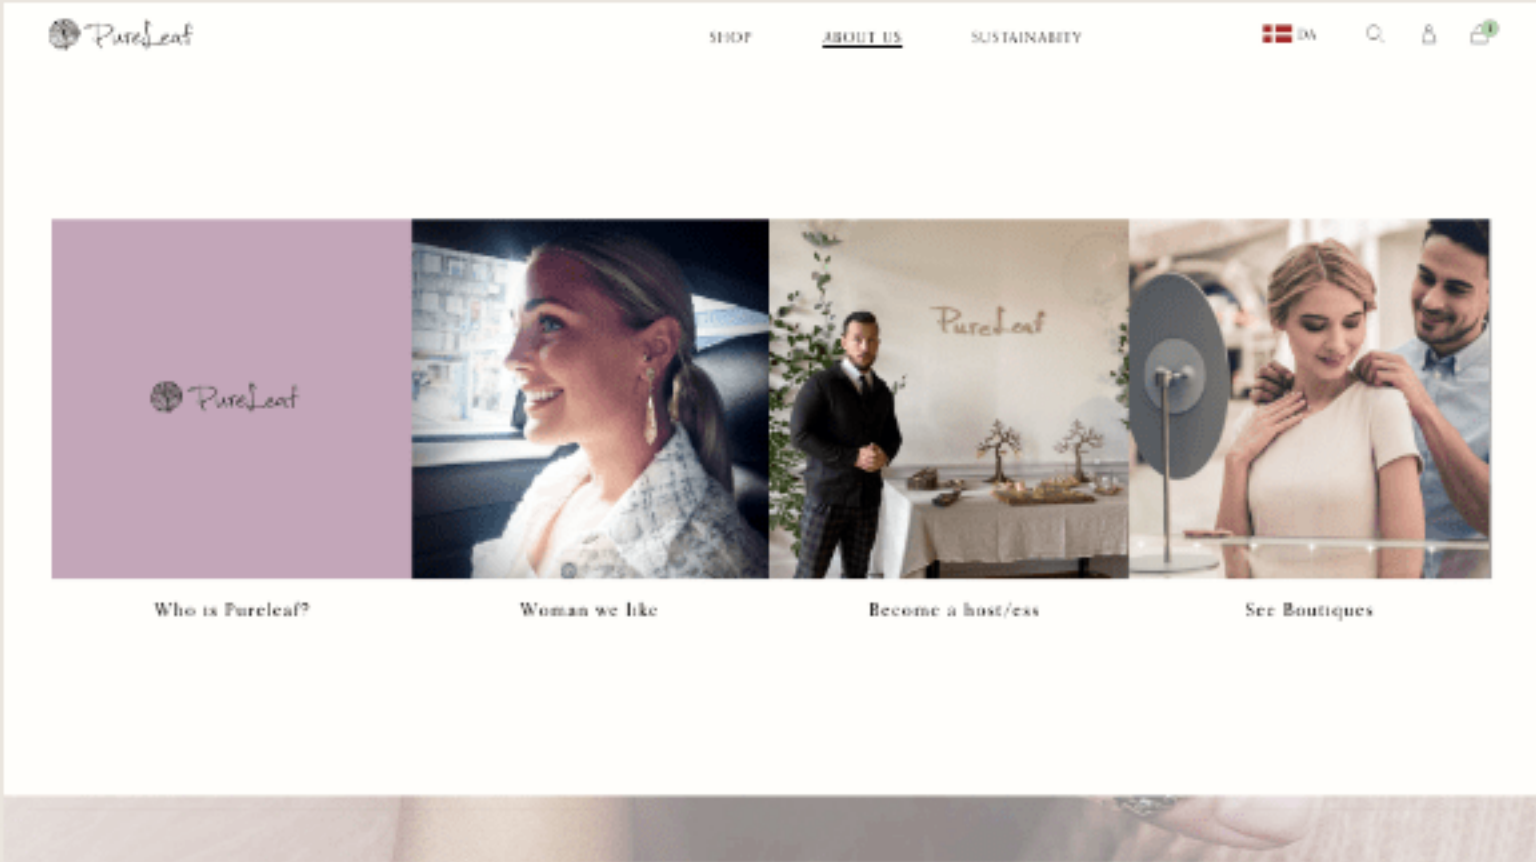 PureLeaf
SHOP
ABOUT US
SUSTAINABITY
DA
1
PureLeaf
PureLeaf
Who is Pureleaf?
Woman we like
Become a host/ess
See Boutiques